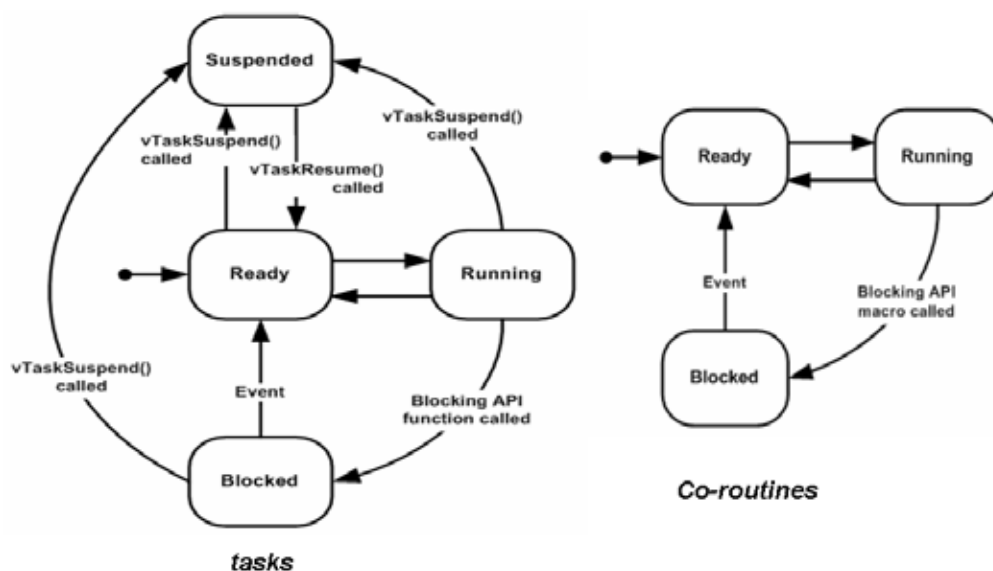 Suspended
vTaskSuspend()
called
vTaskSuspend()
called
vTaskResume()
called
Ready
Running
vTaskSuspend()
called
Event
Blocking API
function called
Blocked
tasks
Ready
Running
Event
Blocking API
macro called
Blocked
Co-routines